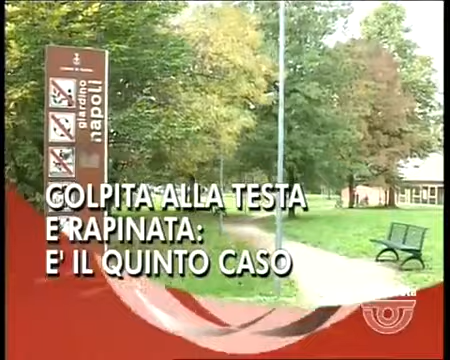 giardino
napoli
COLPITA ALLA TESTA
E RAPINATA:
E' IL QUINTO CASO